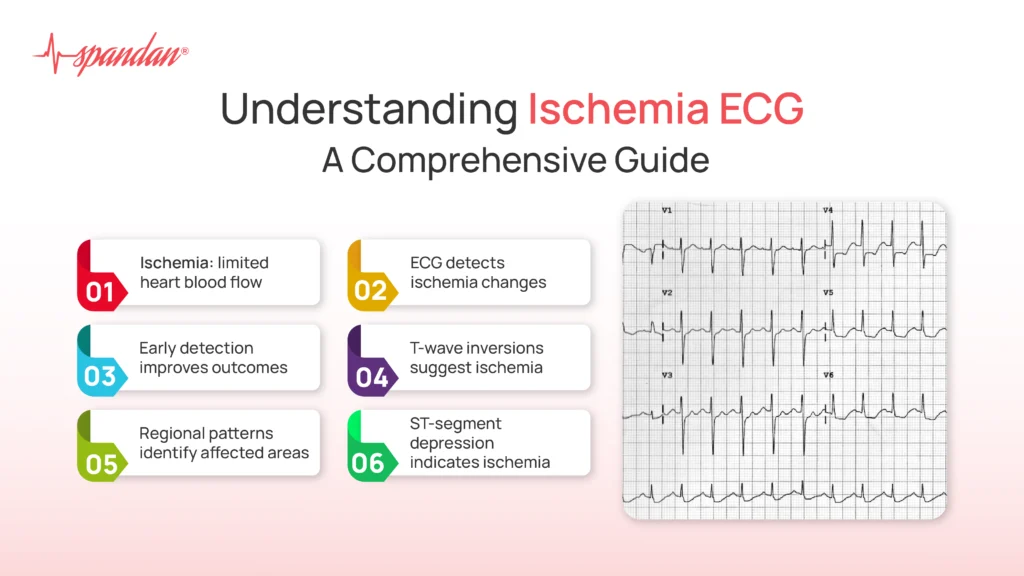 spandan®
Understanding Ischemia ECG
A Comprehensive Guide
01
Ischemia: limited
heart blood flow
02
ECG detects
ischemia changes
03
Early detection
improves outcomes
04
T-wave inversions
suggest ischemia
05
Regional patterns
identify affected areas
06
ST-segment
depression
indicates ischemia
V1
V4
V2
V5
V3
V6